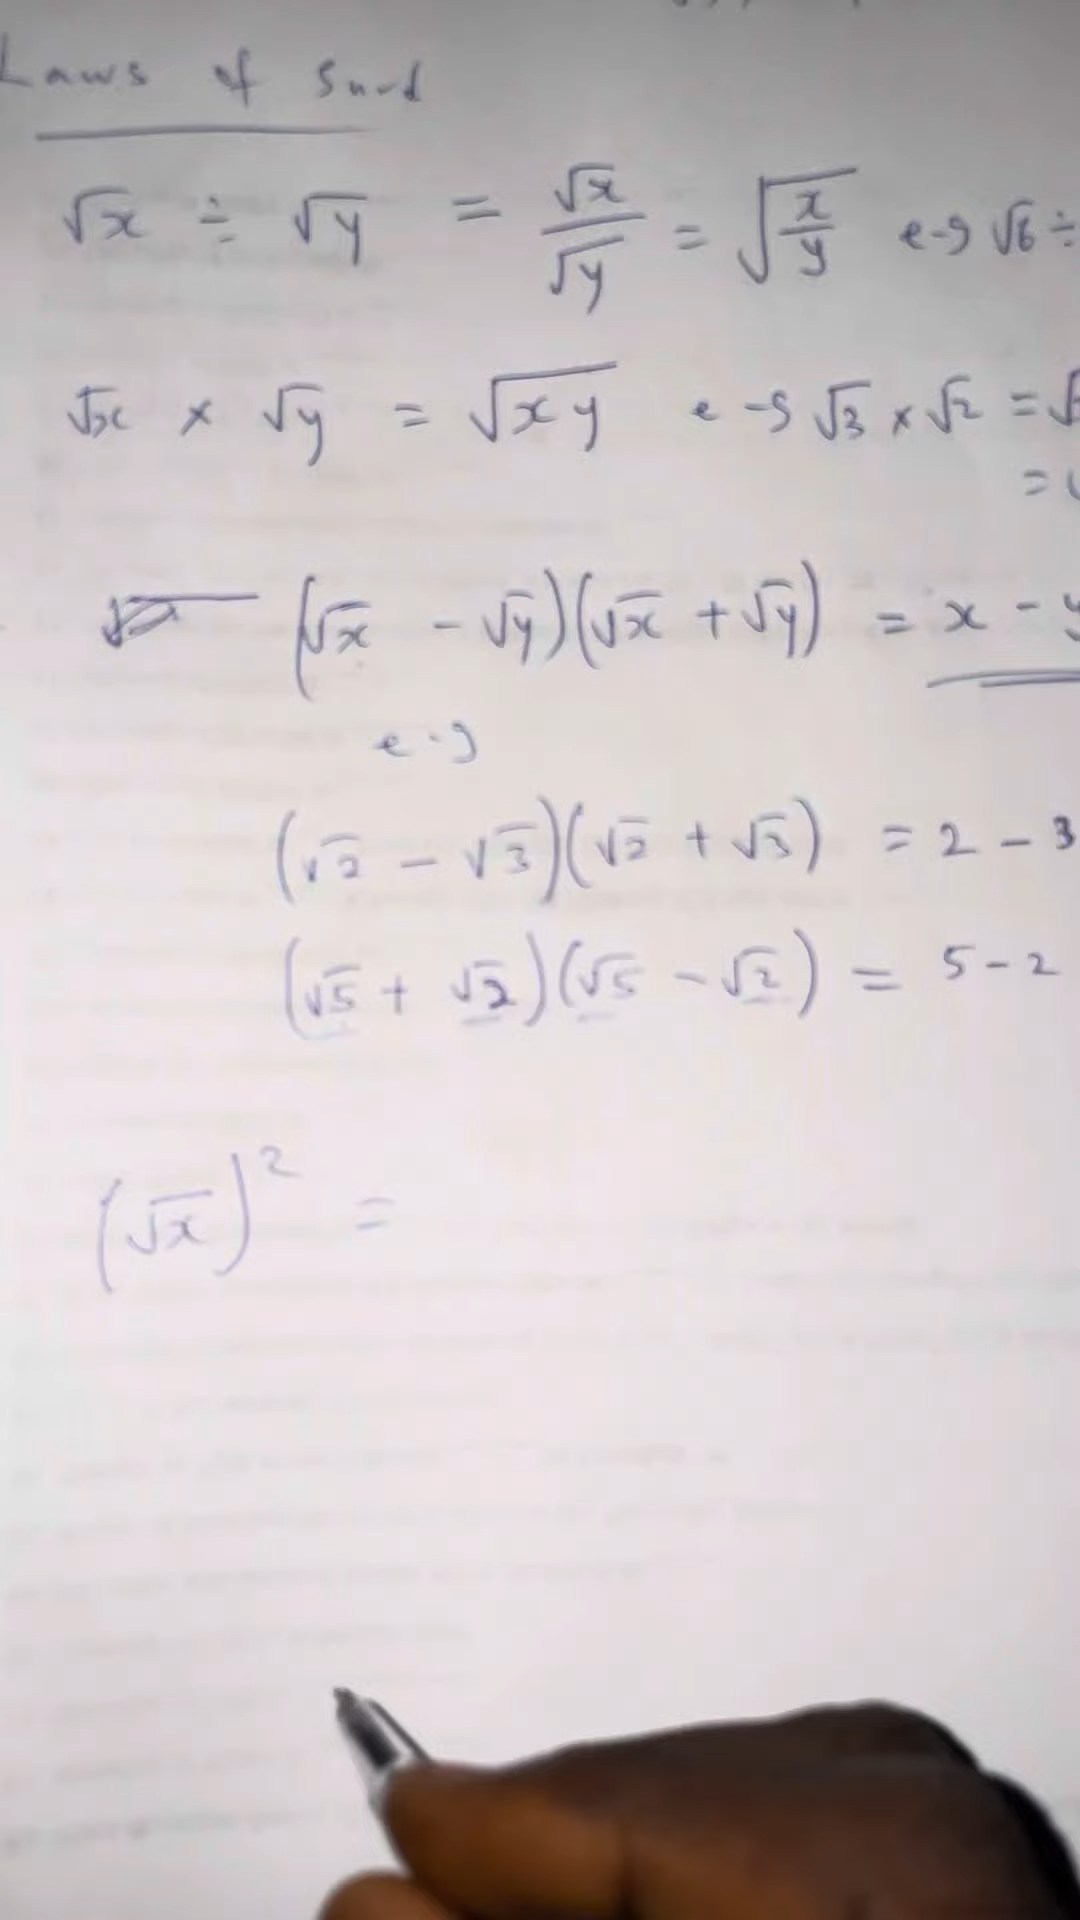 Laws of Surd
√x ÷ √y = √x/√y = √(x/y) e-g √6 ÷
√x × √y = √xy e-g √3 × √2 = √
=
(√x - √y)(√x + √y) = x - y
e-g
(√2 - √3)(√2 + √3) = 2 - 3
(√5 + √2)(√5 - √2) = 5 - 2
(√x)² =